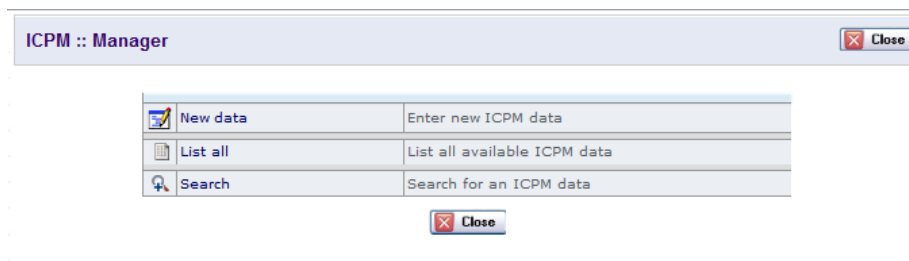 ICPM :: Manager
Close
New data Enter new ICPM data
List all List all available ICPM data
Search Search for an ICPM data
Close